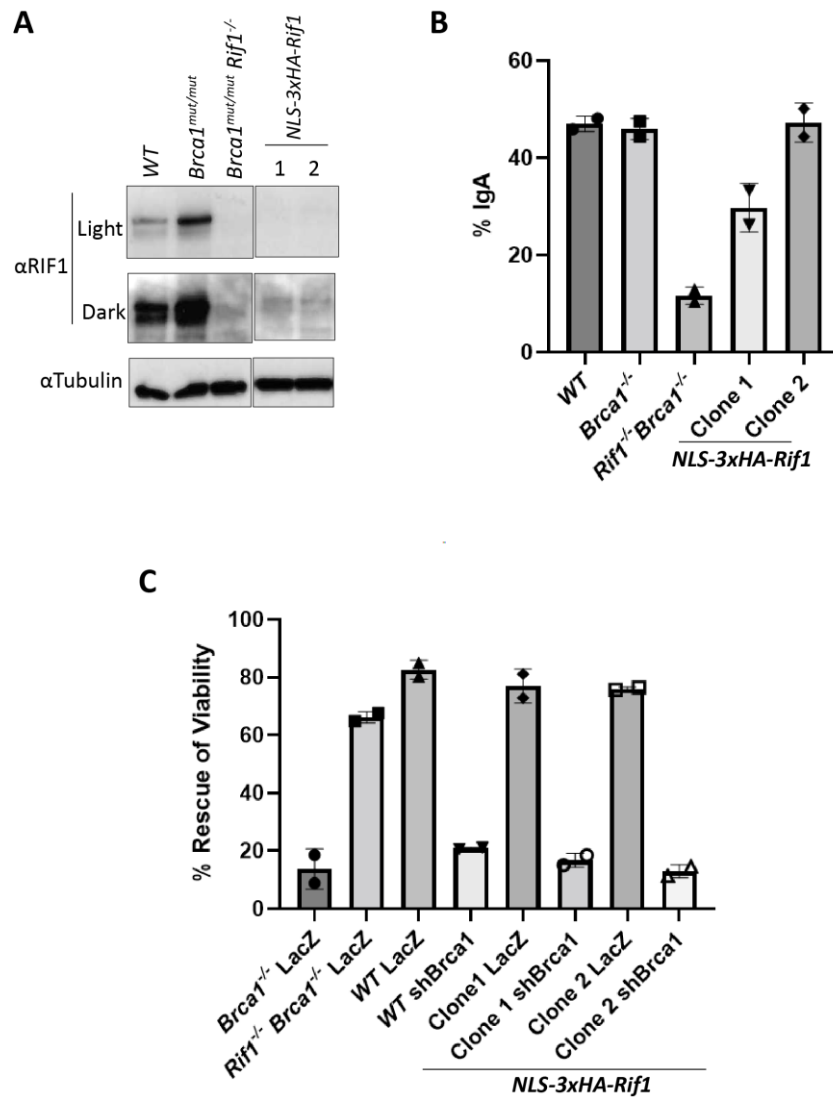 A
WT
Brca1mut/mut
Brca1mut/mut Rif1-/-
NLS-3xHA-Rif1
1 2
αRIF1
Light
Dark
αTubulin
B
% IgA
60
40
20
0
WT
Brca1-/-
Rif1-/- Brca1-/-
Clone 1
Clone 2
NLS-3xHA-Rif1
C
% Rescue of Viability
100
80
60
40
20
0
Brca1-/- LacZ
Rif1-/- Brca1-/- LacZ
WT LacZ
WT shBrca1
Clone1 LacZ
Clone 1 shBrca1
Clone 2 LacZ
Clone 2 shBrca1
NLS-3xHA-Rif1